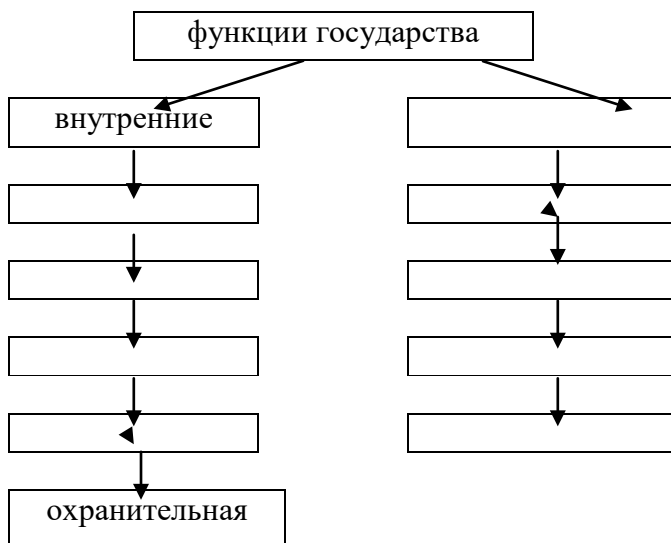 функции государства
внутренние
охранительная